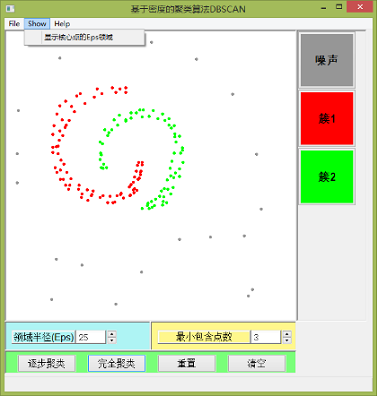 基于密度的聚类算法DBSCAN
File Show Help
显示核心点的Eps领域
噪声
簇1
簇2
领域半径(Eps) 25
最小包含点数 3
逐步聚类 完全聚类 重置 清空